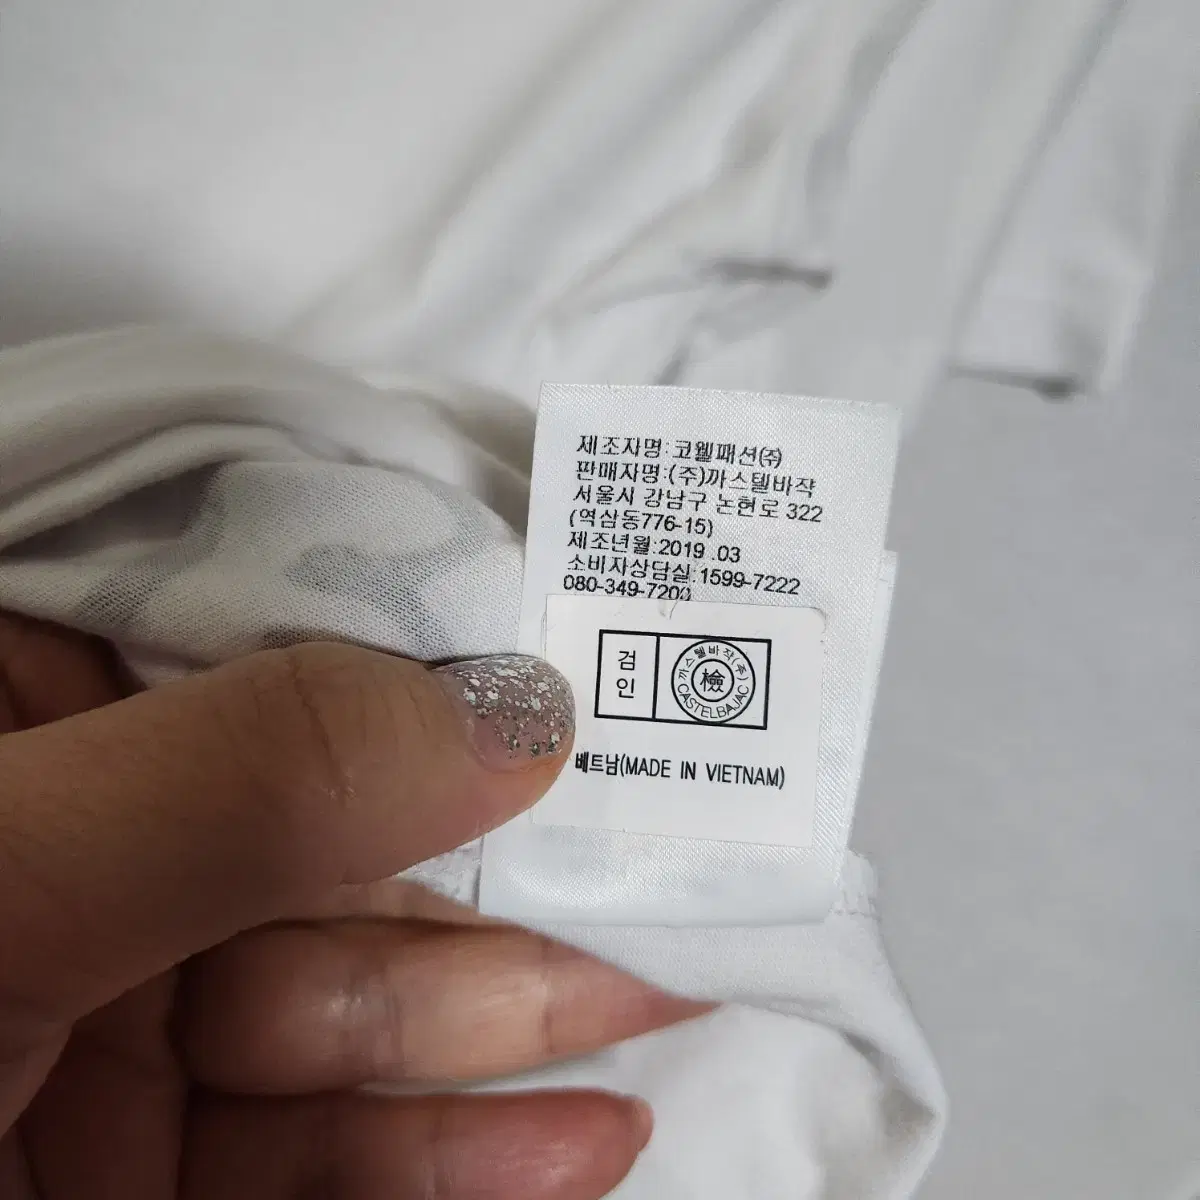 제조자명:코웰패션㈜
판매자명:(주)까스텔바쟉
서울시 강남구 논현로 322
(역삼동776-15)
제조년월:2019 .03
소비자상담실:1599-7222
080-349-7200
검
인
까스텔바쟉(주)
檢
CASTELBAJAC
베트남(MADE IN VIETNAM)